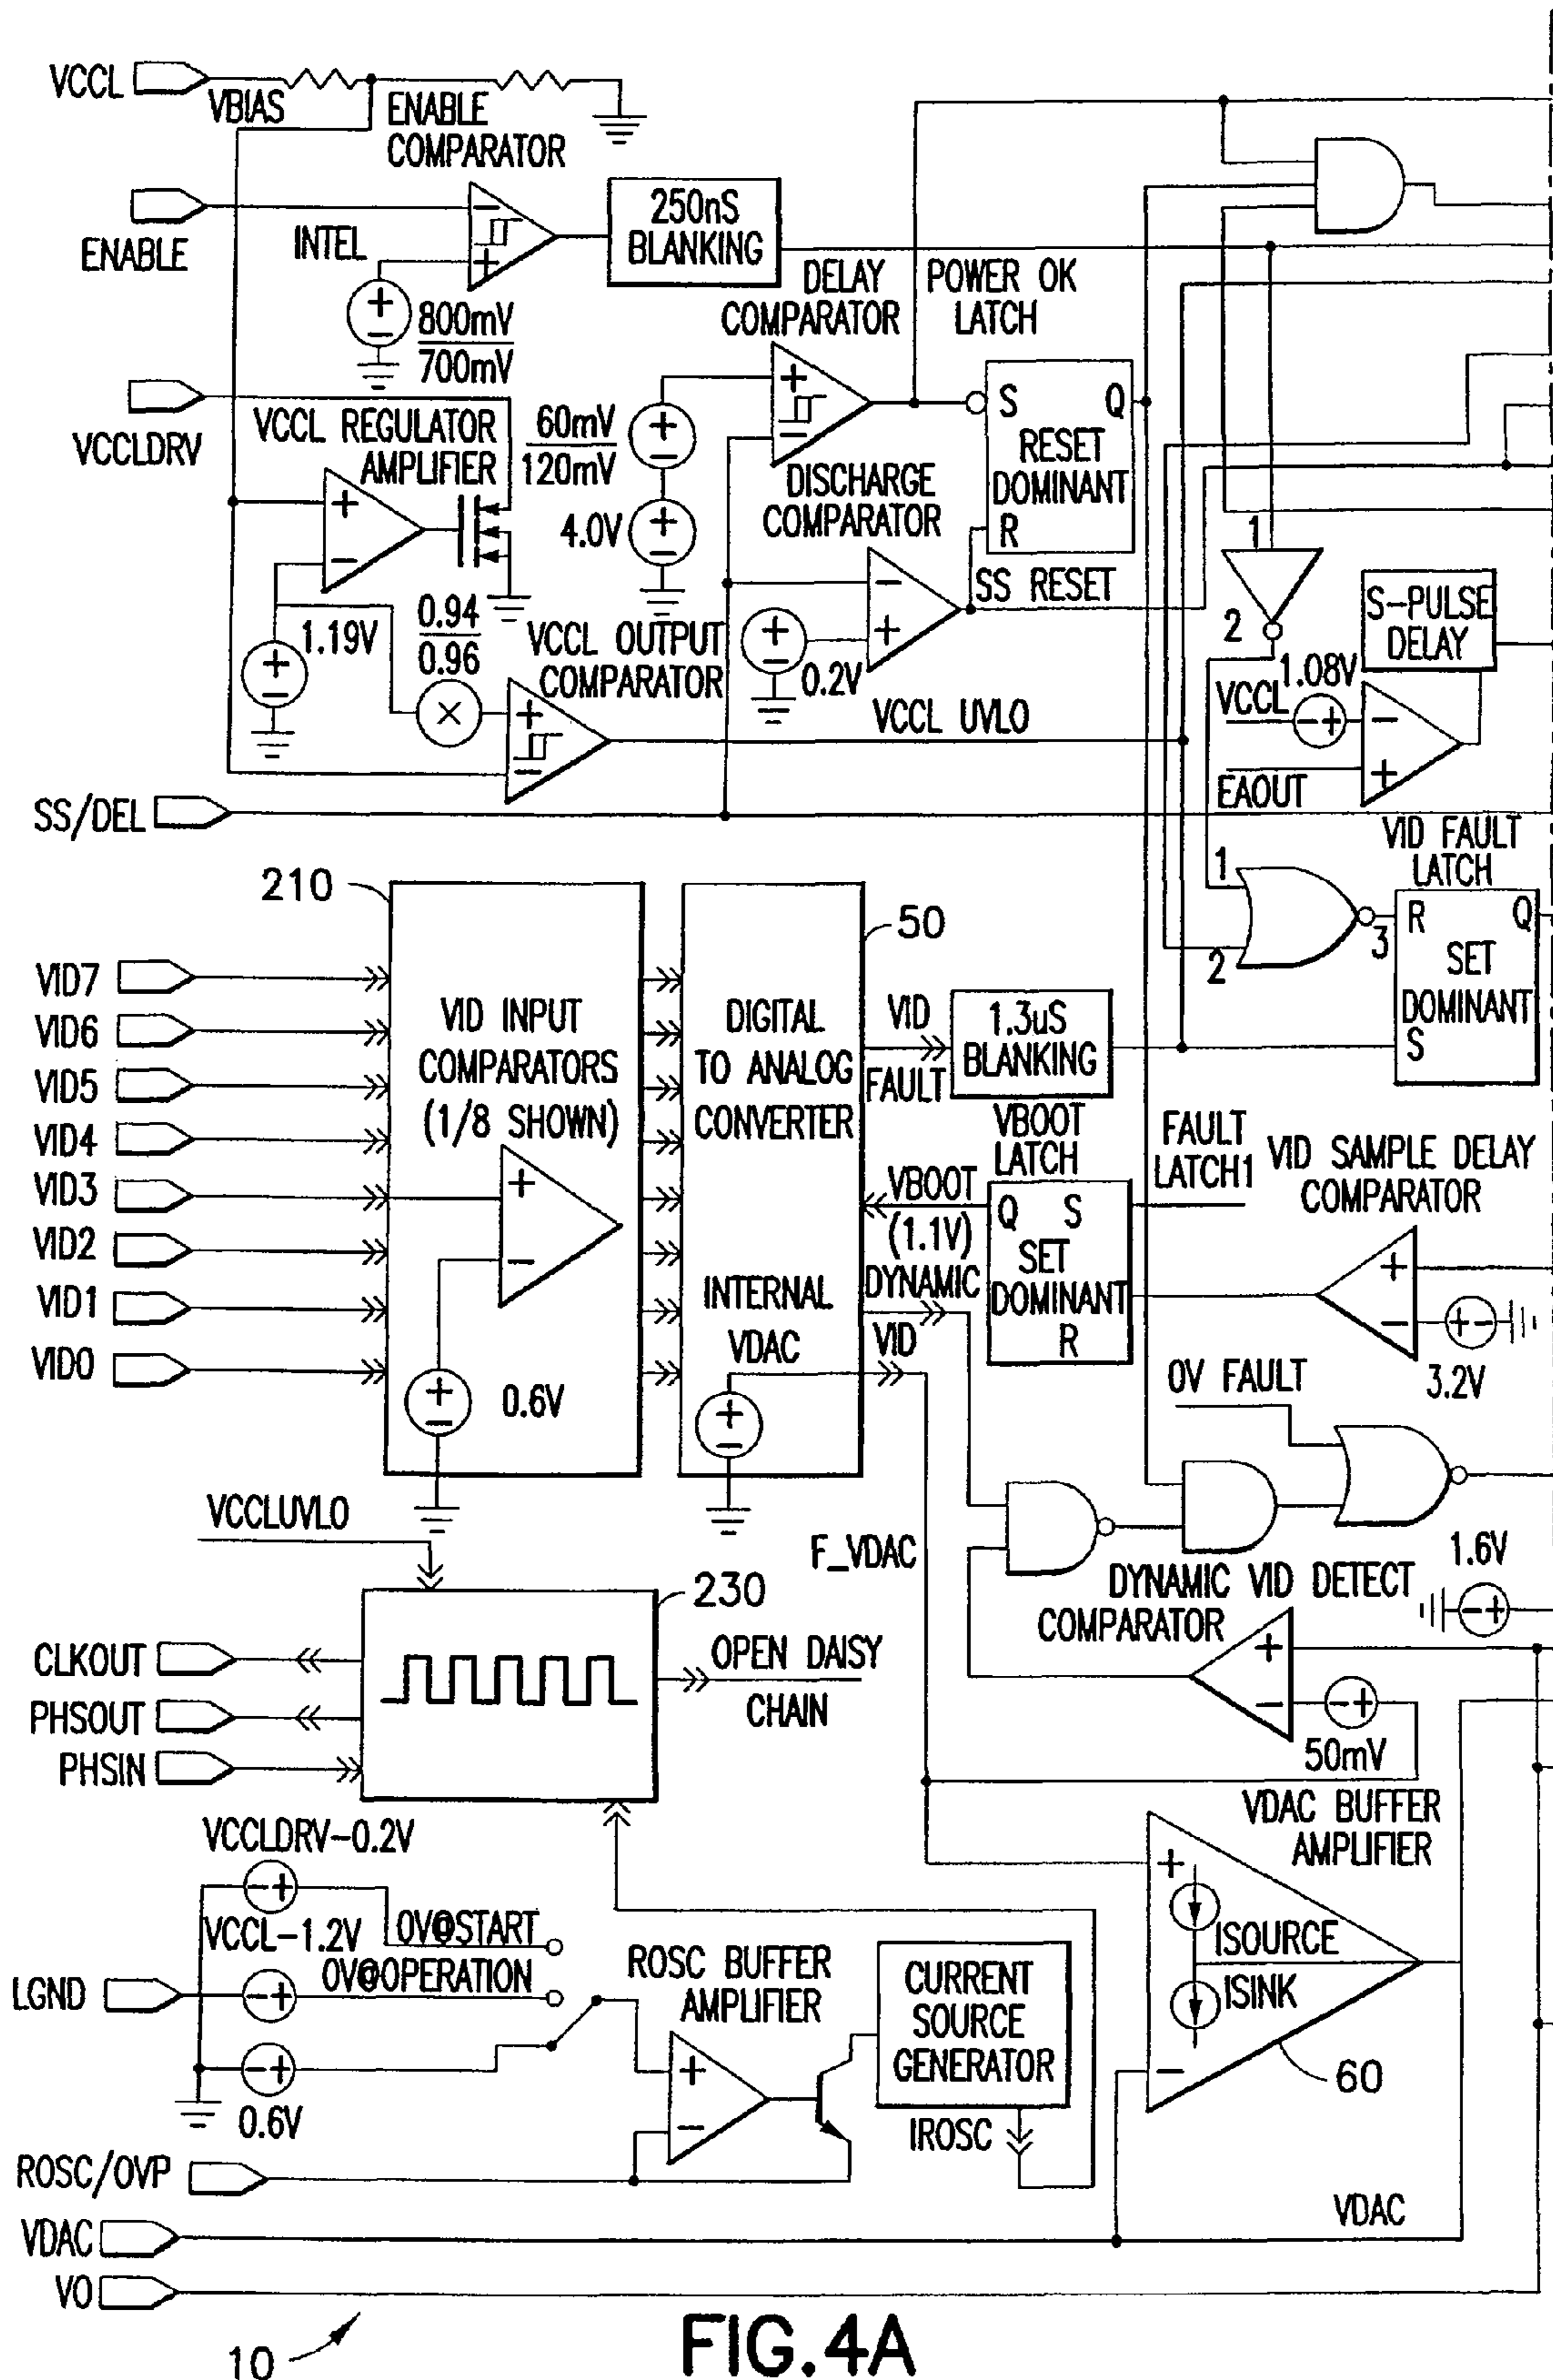 VCCL
VBIAS
ENABLE
COMPARATOR
ENABLE
INTEL
−
+
250nS
BLANKING
+
−
800mV
700mV
DELAY
COMPARATOR
POWER OK
LATCH
VCCLDRV
VCCL REGULATOR
AMPLIFIER
+
−
60mV
120mV
+
−
4.0V
+
−
+
−
S
Q
RESET
DOMINANT
R
DISCHARGE
COMPARATOR
−
+
SS RESET
+
−
0.2V
1.19V
+
−
0.94
0.96
×
VCCL OUTPUT
COMPARATOR
+
−
VCCL UVLO
1
2
S-PULSE
DELAY
1.08V
VCCL
−+
−
+
EAOUT
SS/DEL
VID FAULT
LATCH
1
2
3
R
Q
SET
DOMINANT
S
210
50
VID7
VID6
VID5
VID4
VID3
VID2
VID1
VID0
VID INPUT
COMPARATORS
(1/8 SHOWN)
+
−
+
−
0.6V
DIGITAL
TO ANALOG
CONVERTER
INTERNAL
VDAC
+
−
VID
FAULT
1.3uS
BLANKING
VBOOT
LATCH
FAULT
LATCH1
VBOOT
(1.1V)
Q
S
SET
DOMINANT
R
VID SAMPLE DELAY
COMPARATOR
+
−
+−
3.2V
DYNAMIC
VID
OV FAULT
VCCLUVLO
F_VDAC
230
CLKOUT
PHSOUT
PHSIN
OPEN DAISY
CHAIN
DYNAMIC VID DETECT
COMPARATOR
+
−
−+
50mV
1.6V
−+
VCCLDRV-0.2V
−+
VCCL-1.2V
OV@START
OV@OPERATION
LGND
−+
−+
0.6V
ROSC BUFFER
AMPLIFIER
+
−
CURRENT
SOURCE
GENERATOR
IROSC
VDAC BUFFER
AMPLIFIER
+
ISOURCE
ISINK
−
60
ROSC/OVP
VDAC
VDAC
VO
10
FIG.4A